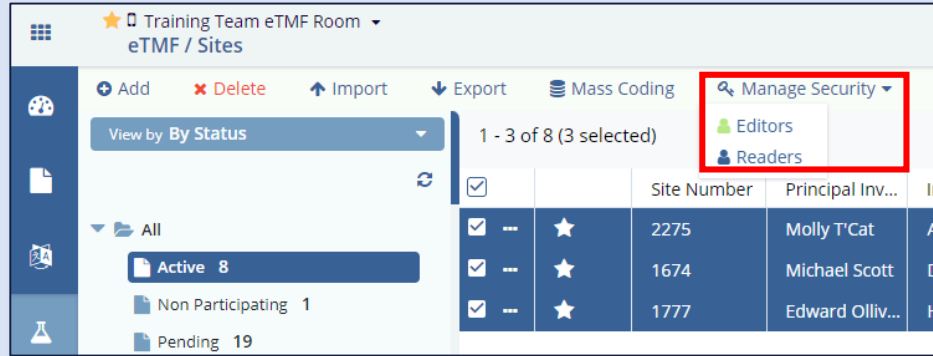 Training Team eTMF Room
eTMF / Sites
Add Delete Import Export Mass Coding Manage Security
Editors
Readers
View by By Status
1 - 3 of 8 (3 selected)
Site Number Principal Inv...
All
Active 8
Non Participating 1
Pending 19
2275 Molly T'Cat
1674 Michael Scott
1777 Edward Olliv...